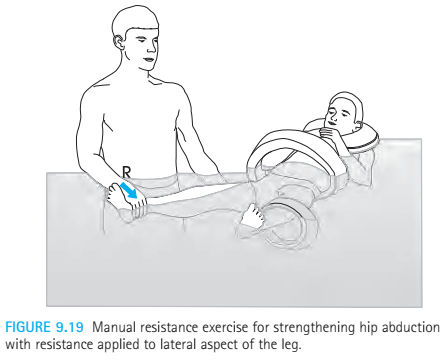 R
FIGURE 9.19 Manual resistance exercise for strengthening hip abduction
with resistance applied to lateral aspect of the leg.